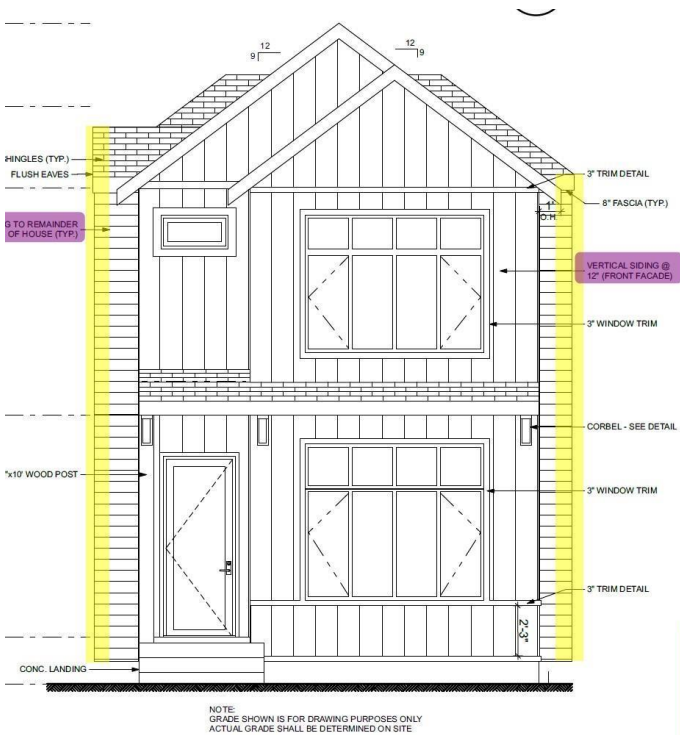 12
9
12
9
HINGLES (TYP.)
FLUSH EAVES
3" TRIM DETAIL
8" FASCIA (TYP.)
1'
O.H
G TO REMAINDER
OF HOUSE (TYP.)
VERTICAL SIDING @
12" (FRONT FACADE)
3" WINDOW TRIM
CORBEL - SEE DETAIL
"x10' WOOD POST
3" WINDOW TRIM
3" TRIM DETAIL
2'-3"
CONC. LANDING
NOTE:
GRADE SHOWN IS FOR DRAWING PURPOSES ONLY
ACTUAL GRADE SHALL BE DETERMINED ON SITE